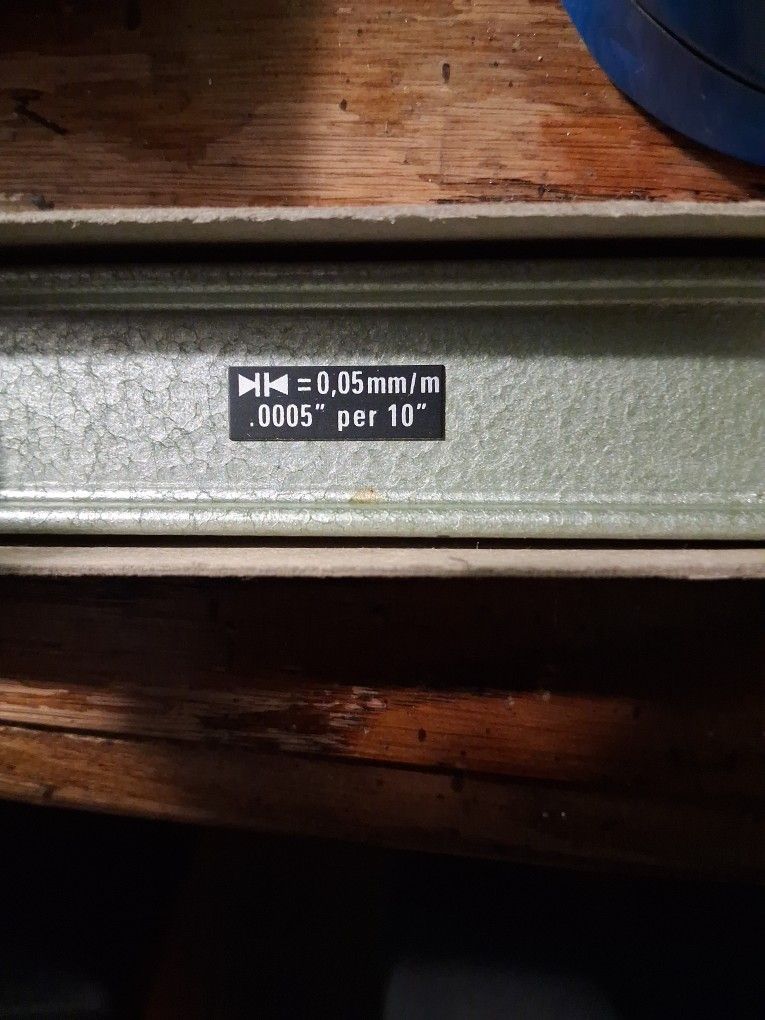 ▶|◀ = 0,05mm/m
.0005" per 10"